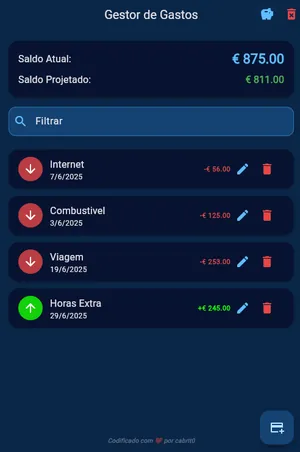 Gestor de Gastos
Saldo Atual: € 875.00
Saldo Projetado: € 811.00
Filtrar
Internet
7/6/2025
-€ 56.00
Combustivel
3/6/2025
-€ 125.00
Viagem
19/6/2025
-€ 253.00
Horas Extra
29/6/2025
+€ 245.00
Codificado com ❤ por cabritl